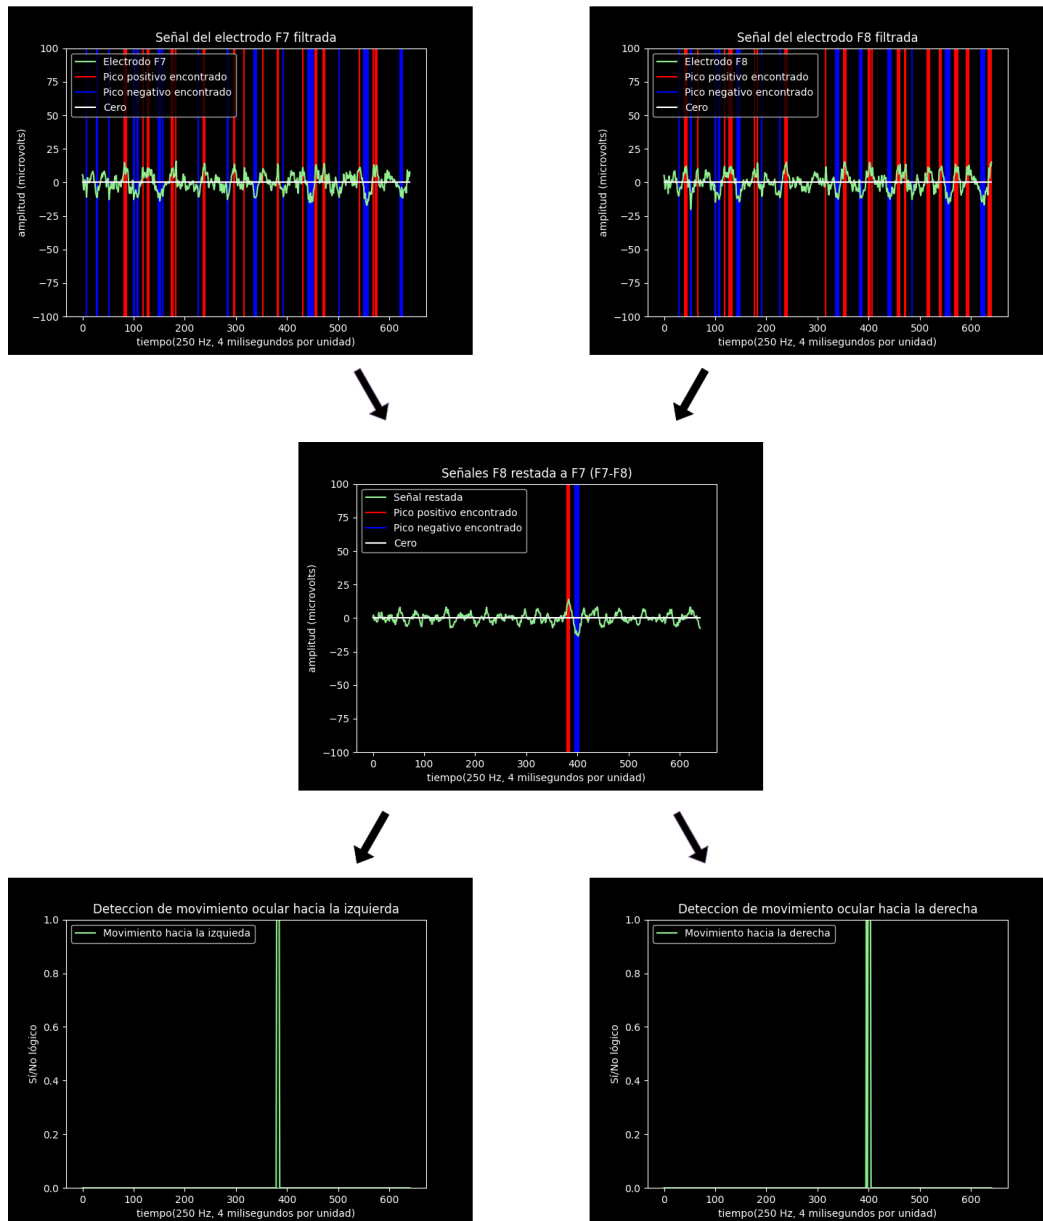 Señal del electrodo F7 filtrada
100
75
50
25
0
−25
−50
−75
−100
amplitud (microvolts)
Electrodo F7
Pico positivo encontrado
Pico negativo encontrado
Cero
0 100 200 300 400 500 600
tiempo(250 Hz, 4 milisegundos por unidad)
Señal del electrodo F8 filtrada
100
75
50
25
0
−25
−50
−75
−100
amplitud (microvolts)
Electrodo F8
Pico positivo encontrado
Pico negativo encontrado
Cero
0 100 200 300 400 500 600
tiempo(250 Hz, 4 milisegundos por unidad)
Señales F8 restada a F7 (F7-F8)
100
75
50
25
0
−25
−50
−75
−100
amplitud (microvolts)
Señal restada
Pico positivo encontrado
Pico negativo encontrado
Cero
0 100 200 300 400 500 600
tiempo(250 Hz, 4 milisegundos por unidad)
Deteccion de movimiento ocular hacia la izquierda
1.0
0.8
0.6
0.4
0.2
0.0
Sí/No lógico
Movimiento hacia la izquieda
0 100 200 300 400 500 600
tiempo(250 Hz, 4 milisegundos por unidad)
Deteccion de movimiento ocular hacia la derecha
1.0
0.8
0.6
0.4
0.2
0.0
Sí/No lógico
Movimiento hacia la derecha
0 100 200 300 400 500 600
tiempo(250 Hz, 4 milisegundos por unidad)